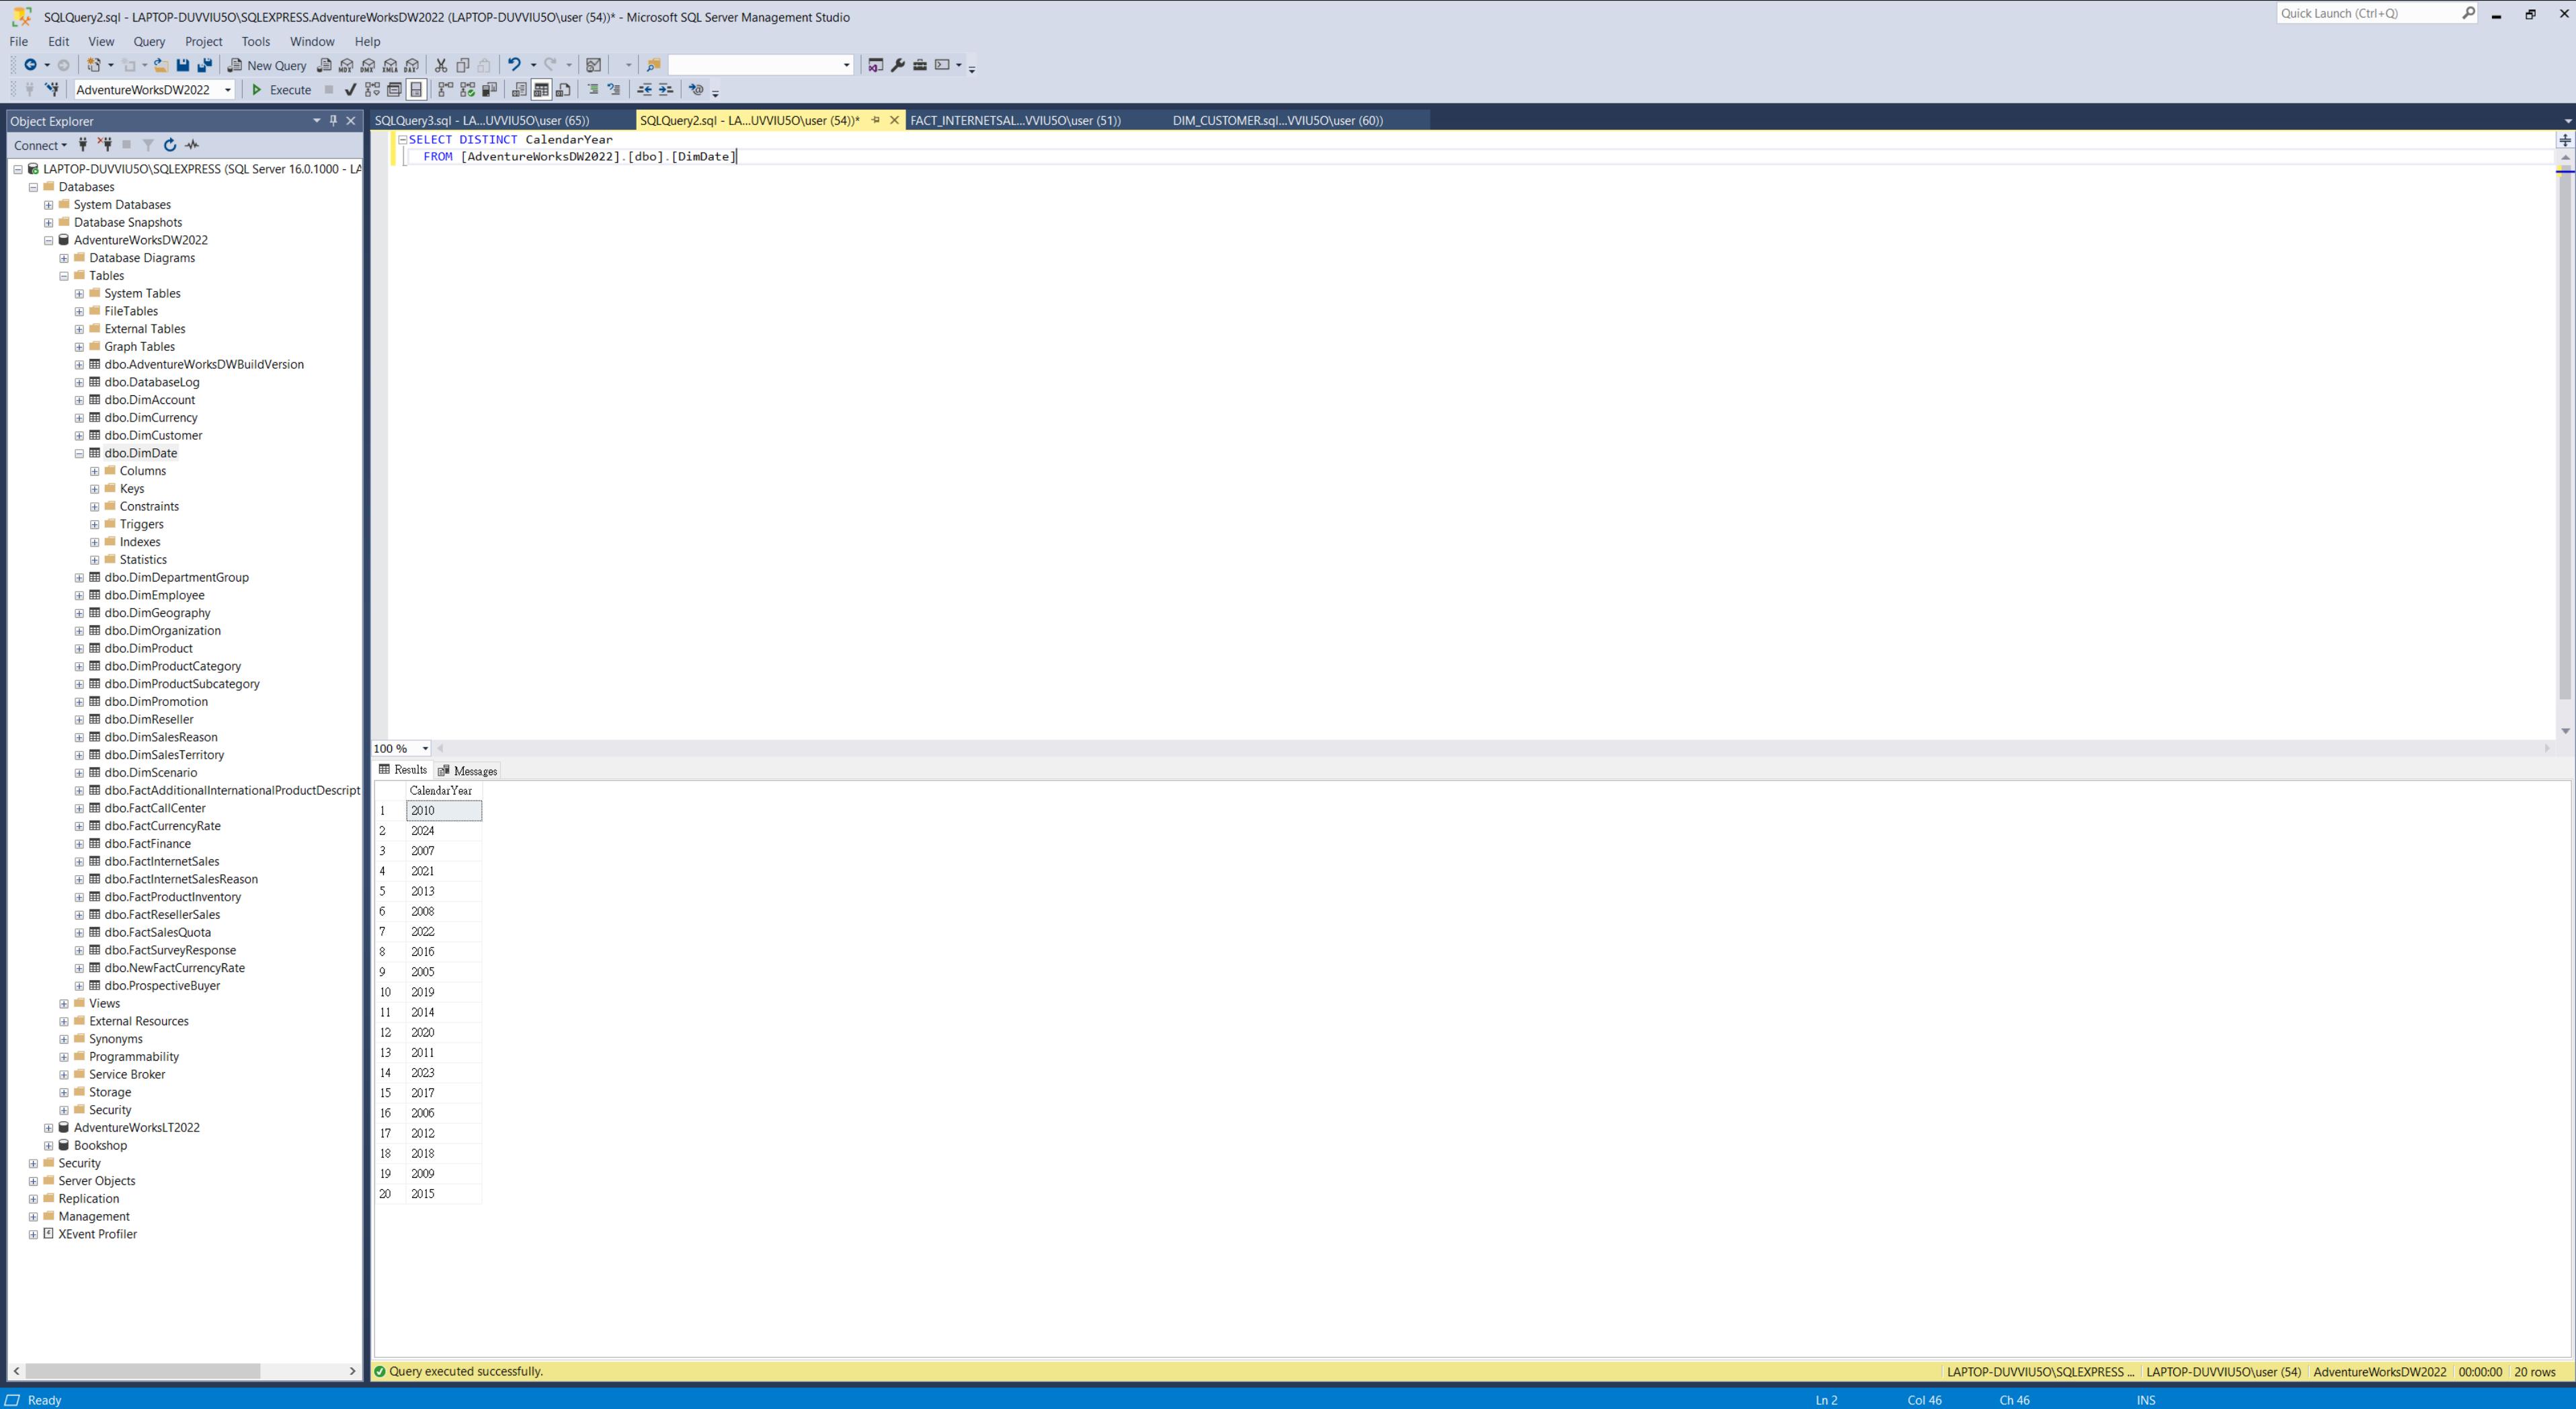 SQLQuery2.sql - LAPTOP-DUVVIU5O\SQLEXPRESS.AdventureWorksDW2022 (LAPTOP-DUVVIU5O\user (54))* - Microsoft SQL Server Management Studio
Quick Launch (Ctrl+Q)
File Edit View Query Project Tools Window Help
New Query
AdventureWorksDW2022 Execute
Object Explorer
SQLQuery3.sql - LA...UVVIU5O\user (65))
SQLQuery2.sql - LA...UVVIU5O\user (54))*
FACT_INTERNETSAL...VVIU5O\user (51))
DIM_CUSTOMER.sql...VVIU5O\user (60))
Connect
LAPTOP-DUVVIU5O\SQLEXPRESS (SQL Server 16.0.1000 - LA
Databases
System Databases
Database Snapshots
AdventureWorksDW2022
Database Diagrams
Tables
System Tables
FileTables
External Tables
Graph Tables
dbo.AdventureWorksDWBuildVersion
dbo.DatabaseLog
dbo.DimAccount
dbo.DimCurrency
dbo.DimCustomer
dbo.DimDate
Columns
Keys
Constraints
Triggers
Indexes
Statistics
dbo.DimDepartmentGroup
dbo.DimEmployee
dbo.DimGeography
dbo.DimOrganization
dbo.DimProduct
dbo.DimProductCategory
dbo.DimProductSubcategory
dbo.DimPromotion
dbo.DimReseller
dbo.DimSalesReason
dbo.DimSalesTerritory
dbo.DimScenario
dbo.FactAdditionalInternationalProductDescript
dbo.FactCallCenter
dbo.FactCurrencyRate
dbo.FactFinance
dbo.FactInternetSales
dbo.FactInternetSalesReason
dbo.FactProductInventory
dbo.FactResellerSales
dbo.FactSalesQuota
dbo.FactSurveyResponse
dbo.NewFactCurrencyRate
dbo.ProspectiveBuyer
Views
External Resources
Synonyms
Programmability
Service Broker
Storage
Security
AdventureWorksLT2022
Bookshop
Security
Server Objects
Replication
Management
XEvent Profiler
SELECT DISTINCT CalendarYear
FROM [AdventureWorksDW2022].[dbo].[DimDate]
100 %
Results Messages
CalendarYear
1 2010
2 2024
3 2007
4 2021
5 2013
6 2008
7 2022
8 2016
9 2005
10 2019
11 2014
12 2020
13 2011
14 2023
15 2017
16 2006
17 2012
18 2018
19 2009
20 2015
Query executed successfully.
LAPTOP-DUVVIU5O\SQLEXPRESS ... LAPTOP-DUVVIU5O\user (54) AdventureWorksDW2022 00:00:00 20 rows
Ready Ln 2 Col 46 Ch 46 INS